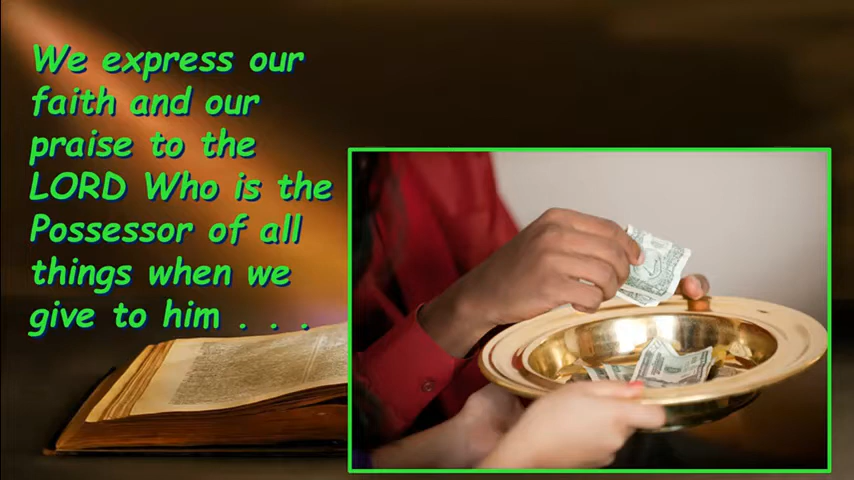 We express our
faith and our
praise to the
LORD Who is the
Possessor of all
things when we
give to him . . .